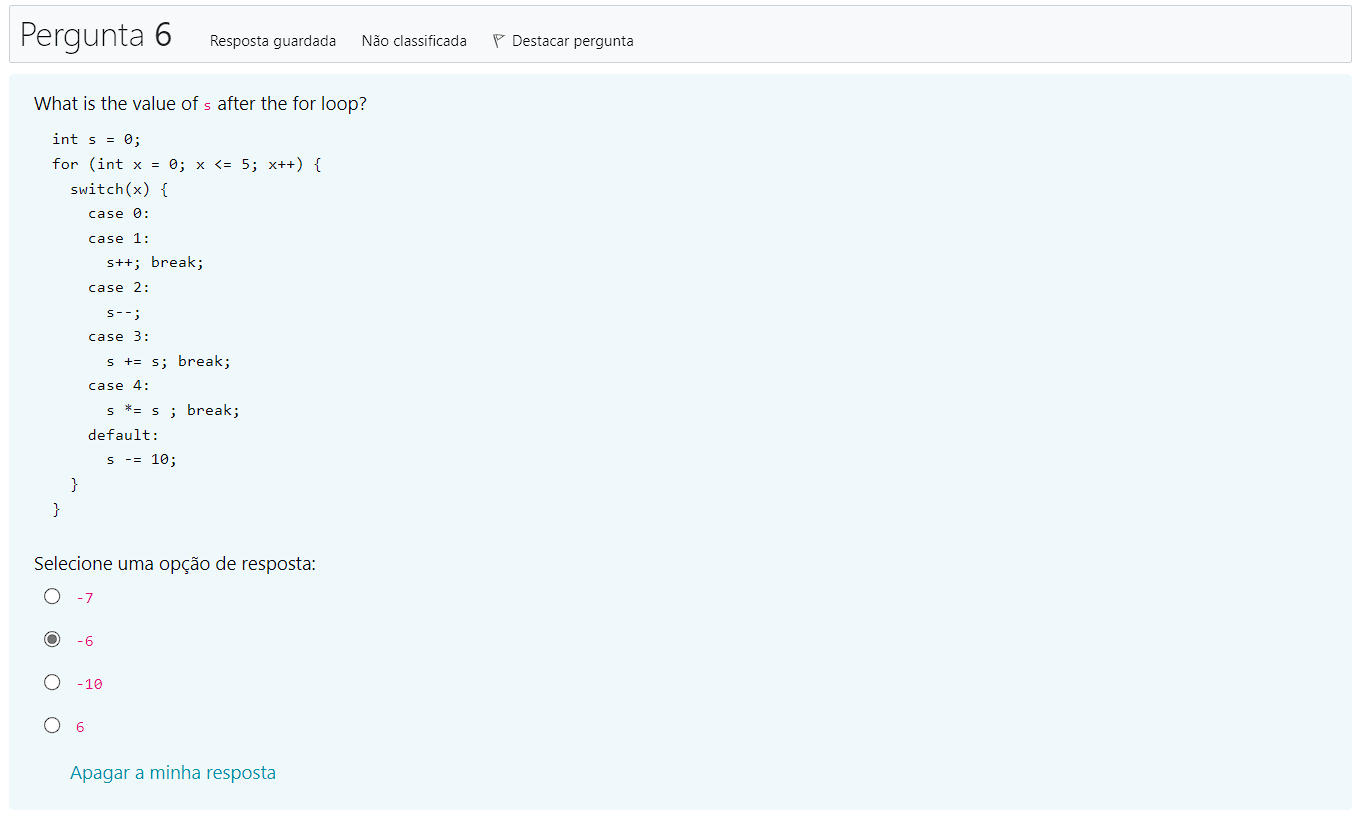 Pergunta 6 Resposta guardada Não classificada Destacar pergunta
What is the value of s after the for loop?
int s = 0;
for (int x = 0; x <= 5; x++) {
switch(x) {
case 0:
case 1:
s++; break;
case 2:
s--;
case 3:
s += s; break;
case 4:
s *= s ; break;
default:
s -= 10;
}
}
Selecione uma opção de resposta:
-7
-6
-10
6
Apagar a minha resposta